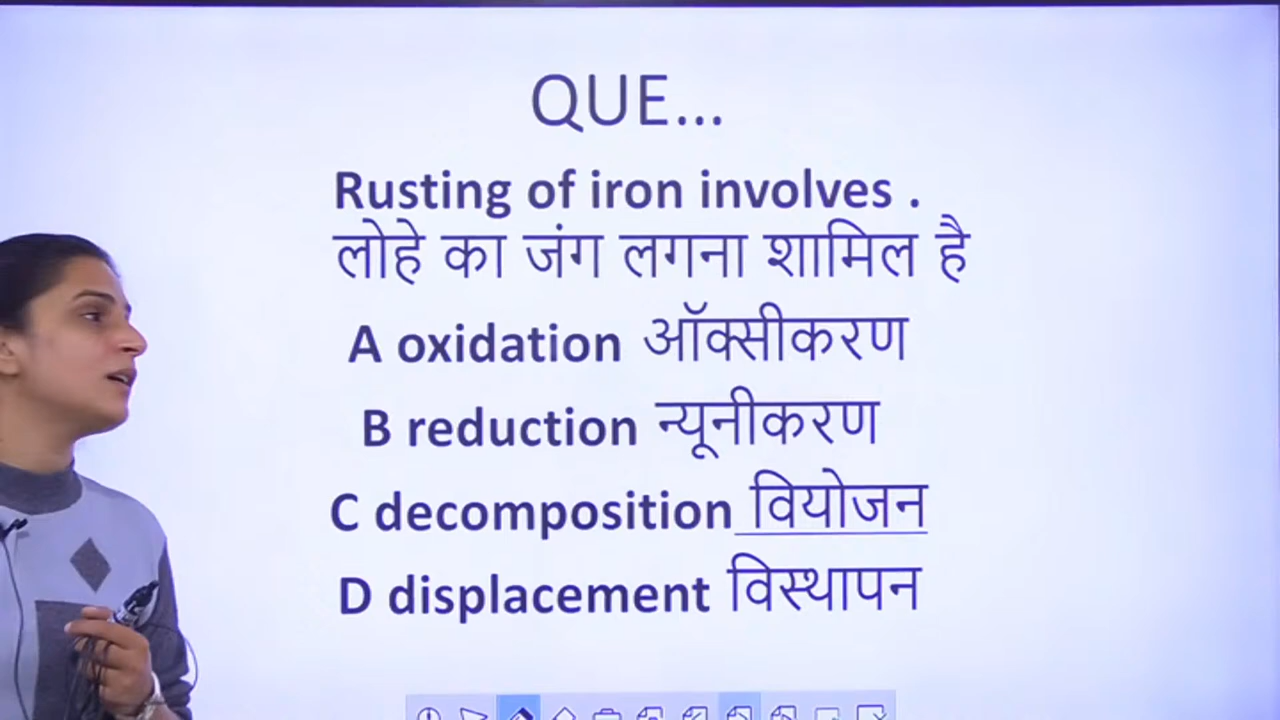 QUE...
Rusting of iron involves .
लोहे का जंग लगना शामिल है
A oxidation ऑक्सीकरण
B reduction न्यूनीकरण
C decomposition वियोजन
D displacement विस्थापन